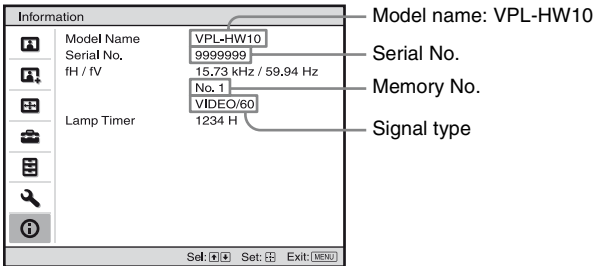 Information
Model Name VPL-HW10
Serial No. 9999999
fH / fV 15.73 kHz / 59.94 Hz
No. 1
VIDEO/60
Lamp Timer 1234 H
Sel: Set: Exit: MENU
Model name: VPL-HW10
Serial No.
Memory No.
Signal type